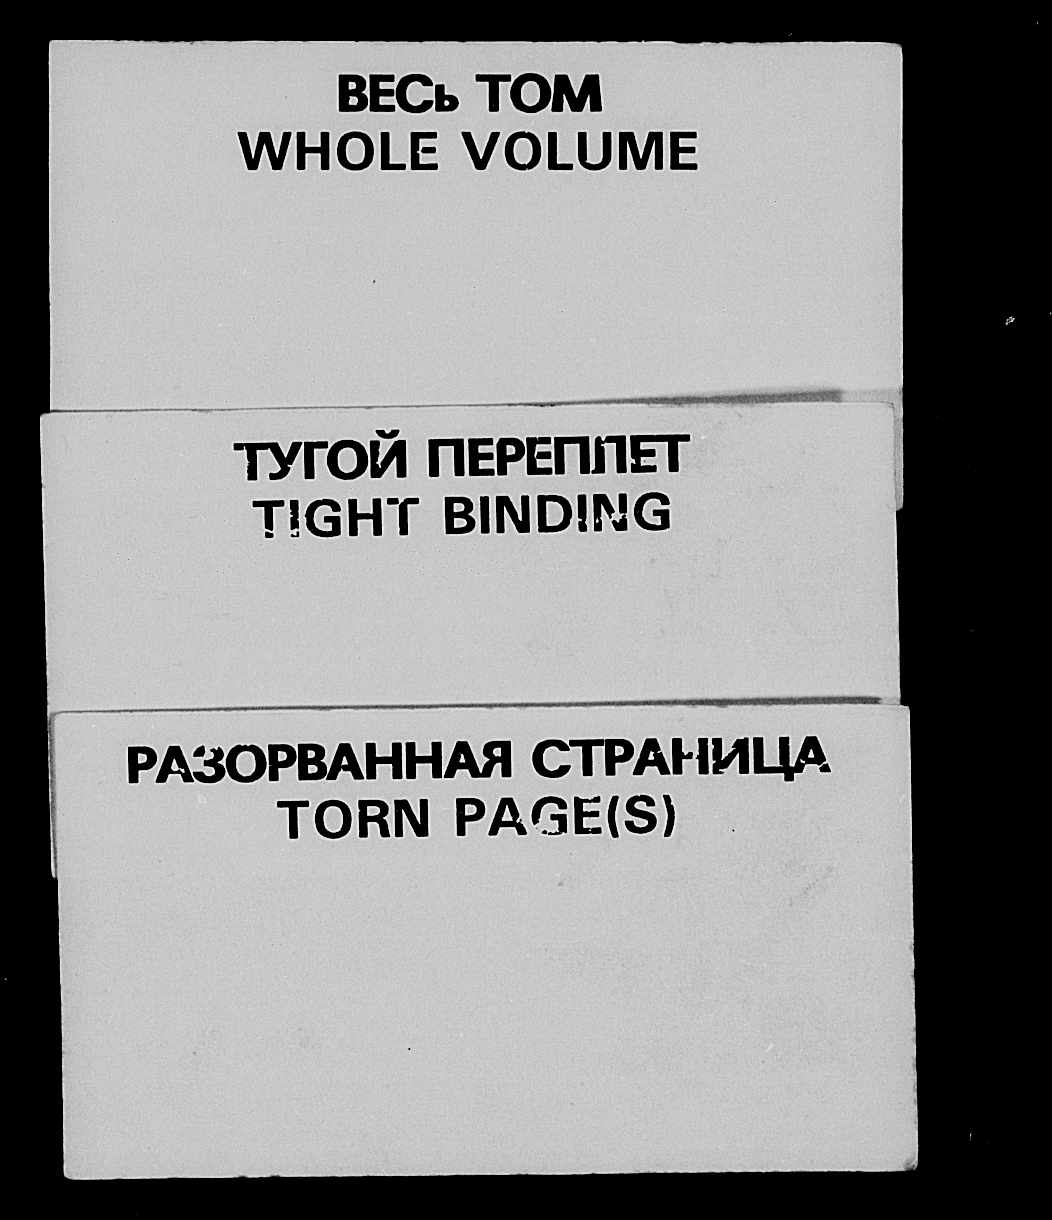 ВЕСЬ ТОМ
WHOLE VOLUME
ТУГОЙ ПЕРЕПЛЕТ
TIGHT BINDING
РАЗОРВАННАЯ СТРАНИЦА
TORN PAGE(S)